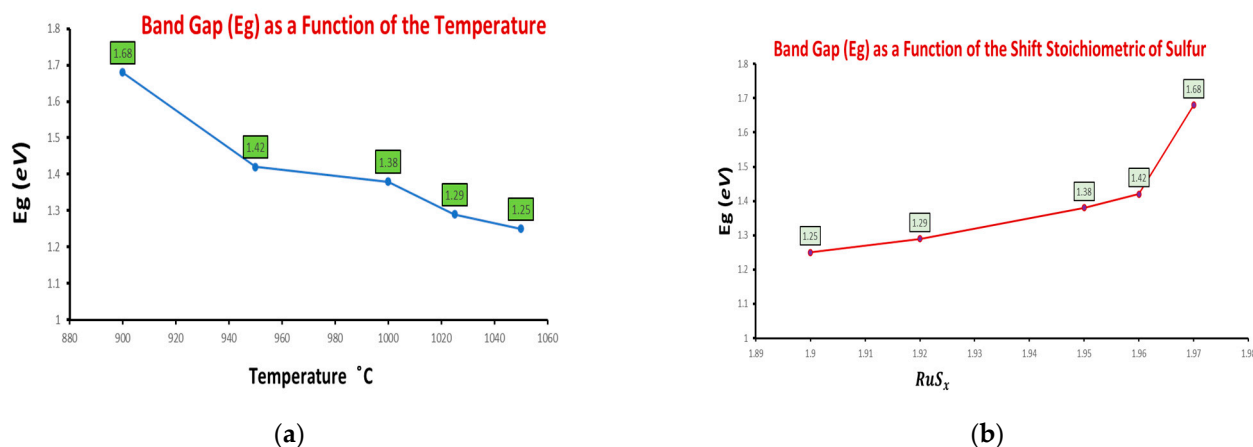 Band Gap (Eg) as a Function of the Temperature
Eg (eV)
1.8
1.7
1.6
1.5
1.4
1.3
1.2
1.1
1
1.68
1.42
1.38
1.29
1.25
880 900 920 940 960 980 1000 1020 1040 1060
Temperature ˚C
(a)
Band Gap (Eg) as a Function of the Shift Stoichiometric of Sulfur
Eg (eV)
1.8
1.7
1.6
1.5
1.4
1.3
1.2
1.1
1
1.25
1.29
1.38
1.42
1.68
1.89 1.9 1.91 1.92 1.93 1.94 1.95 1.96 1.97 1.98
RuSₓ
(b)